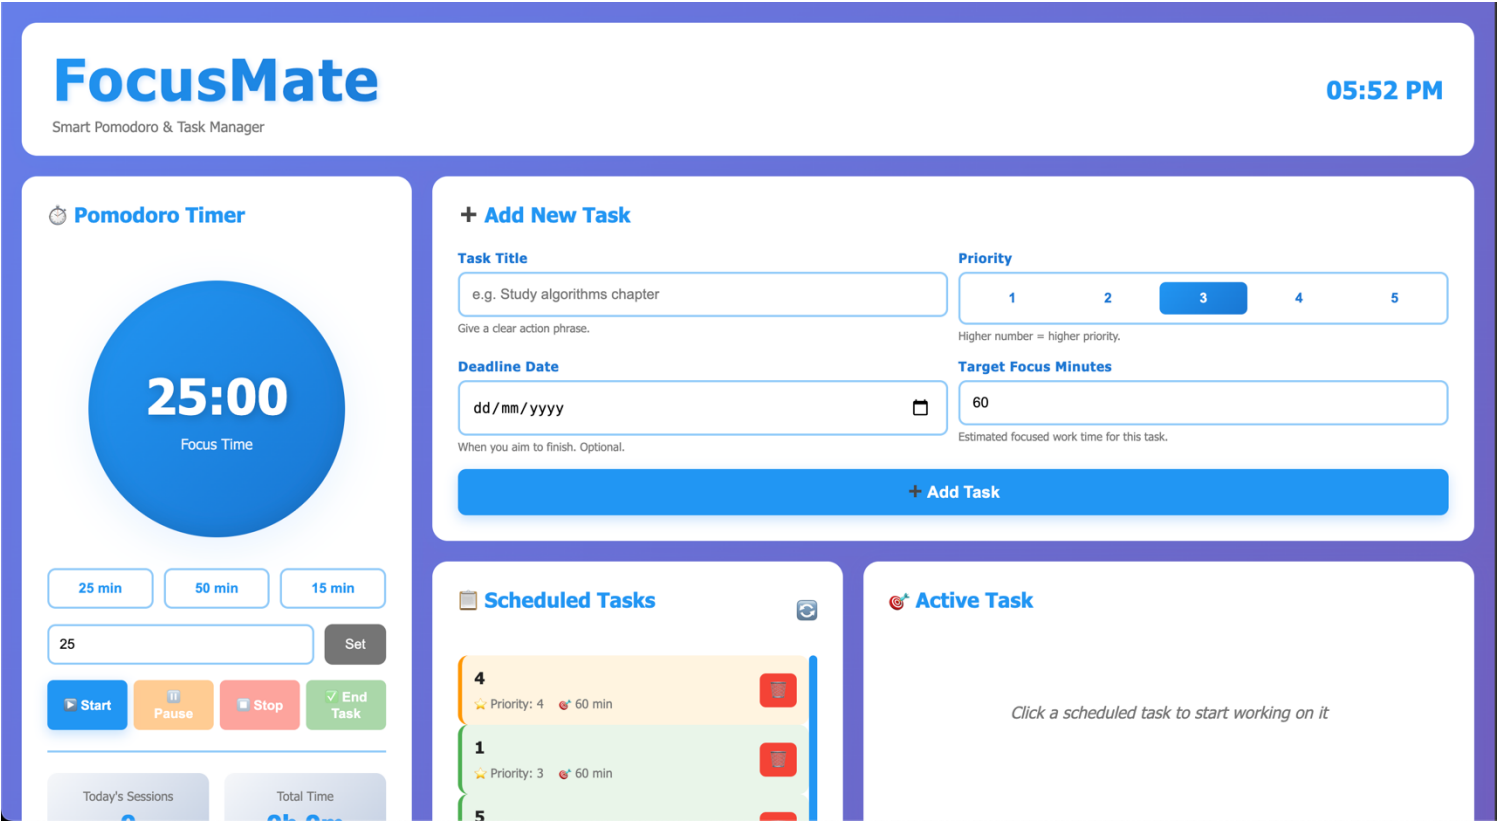 FocusMate
Smart Pomodoro & Task Manager
05:52 PM
Pomodoro Timer
25:00
Focus Time
25 min
50 min
15 min
25
Set
Start
Pause
Stop
End Task
Today's Sessions
Total Time
0h 0m
Add New Task
Task Title
e.g. Study algorithms chapter
Give a clear action phrase.
Priority
1 2 3 4 5
Higher number = higher priority.
Deadline Date
dd/mm/yyyy
When you aim to finish. Optional.
Target Focus Minutes
60
Estimated focused work time for this task.
Add Task
Scheduled Tasks
4
Priority: 4 60 min
1
Priority: 3 60 min
5
Active Task
Click a scheduled task to start working on it